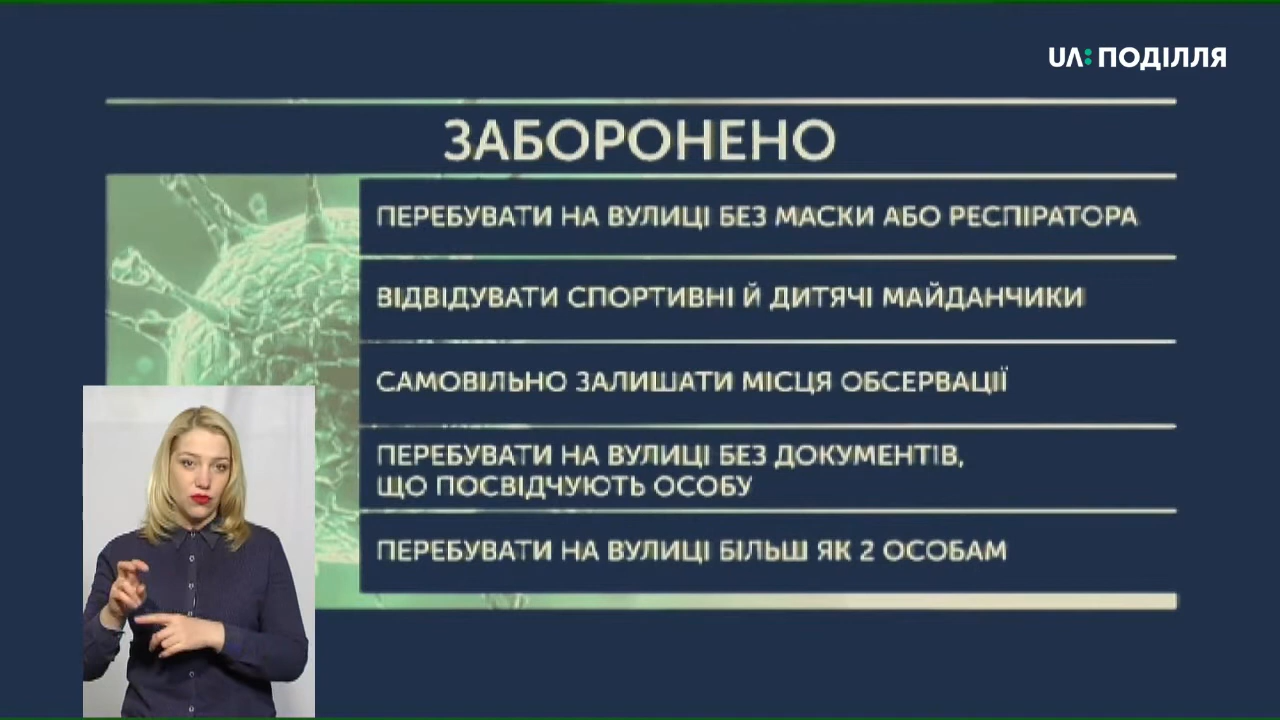 UA: ПОДІЛЛЯ
ЗАБОРОНЕНО
ПЕРЕБУВАТИ НА ВУЛИЦІ БЕЗ МАСКИ АБО РЕСПІРАТОРА
ВІДВІДУВАТИ СПОРТИВНІ Й ДИТЯЧІ МАЙДАНЧИКИ
САМОВІЛЬНО ЗАЛИШАТИ МІСЦЯ ОБСЕРВАЦІЇ
ПЕРЕБУВАТИ НА ВУЛИЦІ БЕЗ ДОКУМЕНТІВ,
ЩО ПОСВІДЧУЮТЬ ОСОБУ
ПЕРЕБУВАТИ НА ВУЛИЦІ БІЛЬШ ЯК 2 ОСОБАМ